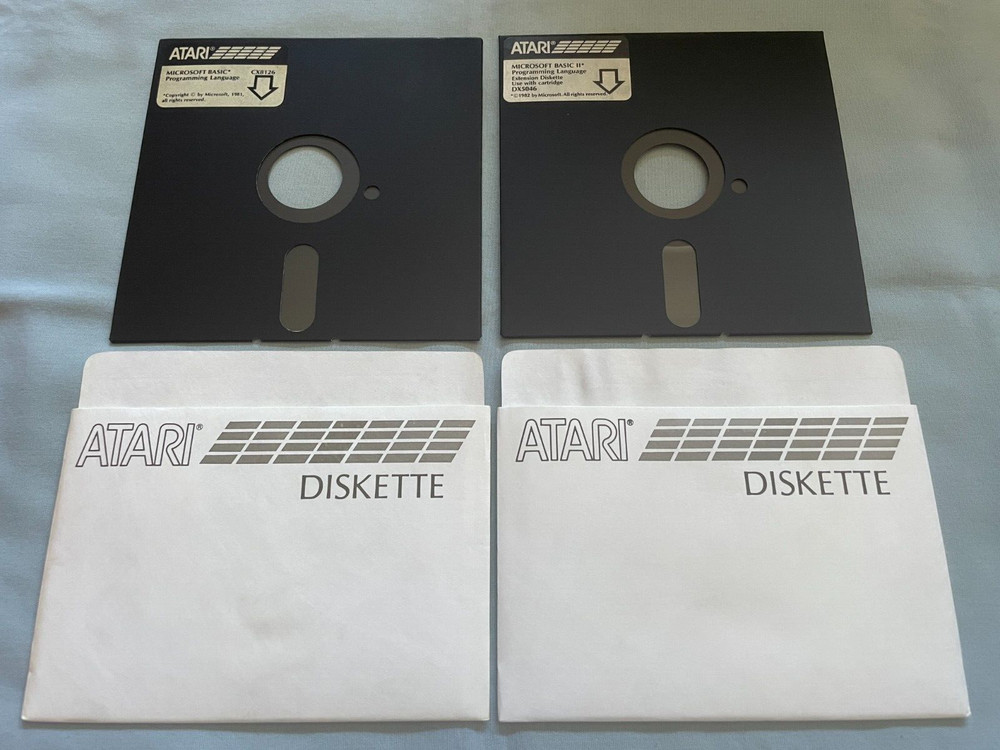 ATARI®
MICROSOFT BASIC* CX8126
Programming Language
*Copyright © by Microsoft, 1981,
all rights reserved.
ATARI®
MICROSOFT BASIC II*
Programming Language
Extension Diskette
Use with cartridge
DX5046
*©1982 by Microsoft. All rights reserved.
ATARI®
DISKETTE
ATARI®
DISKETTE